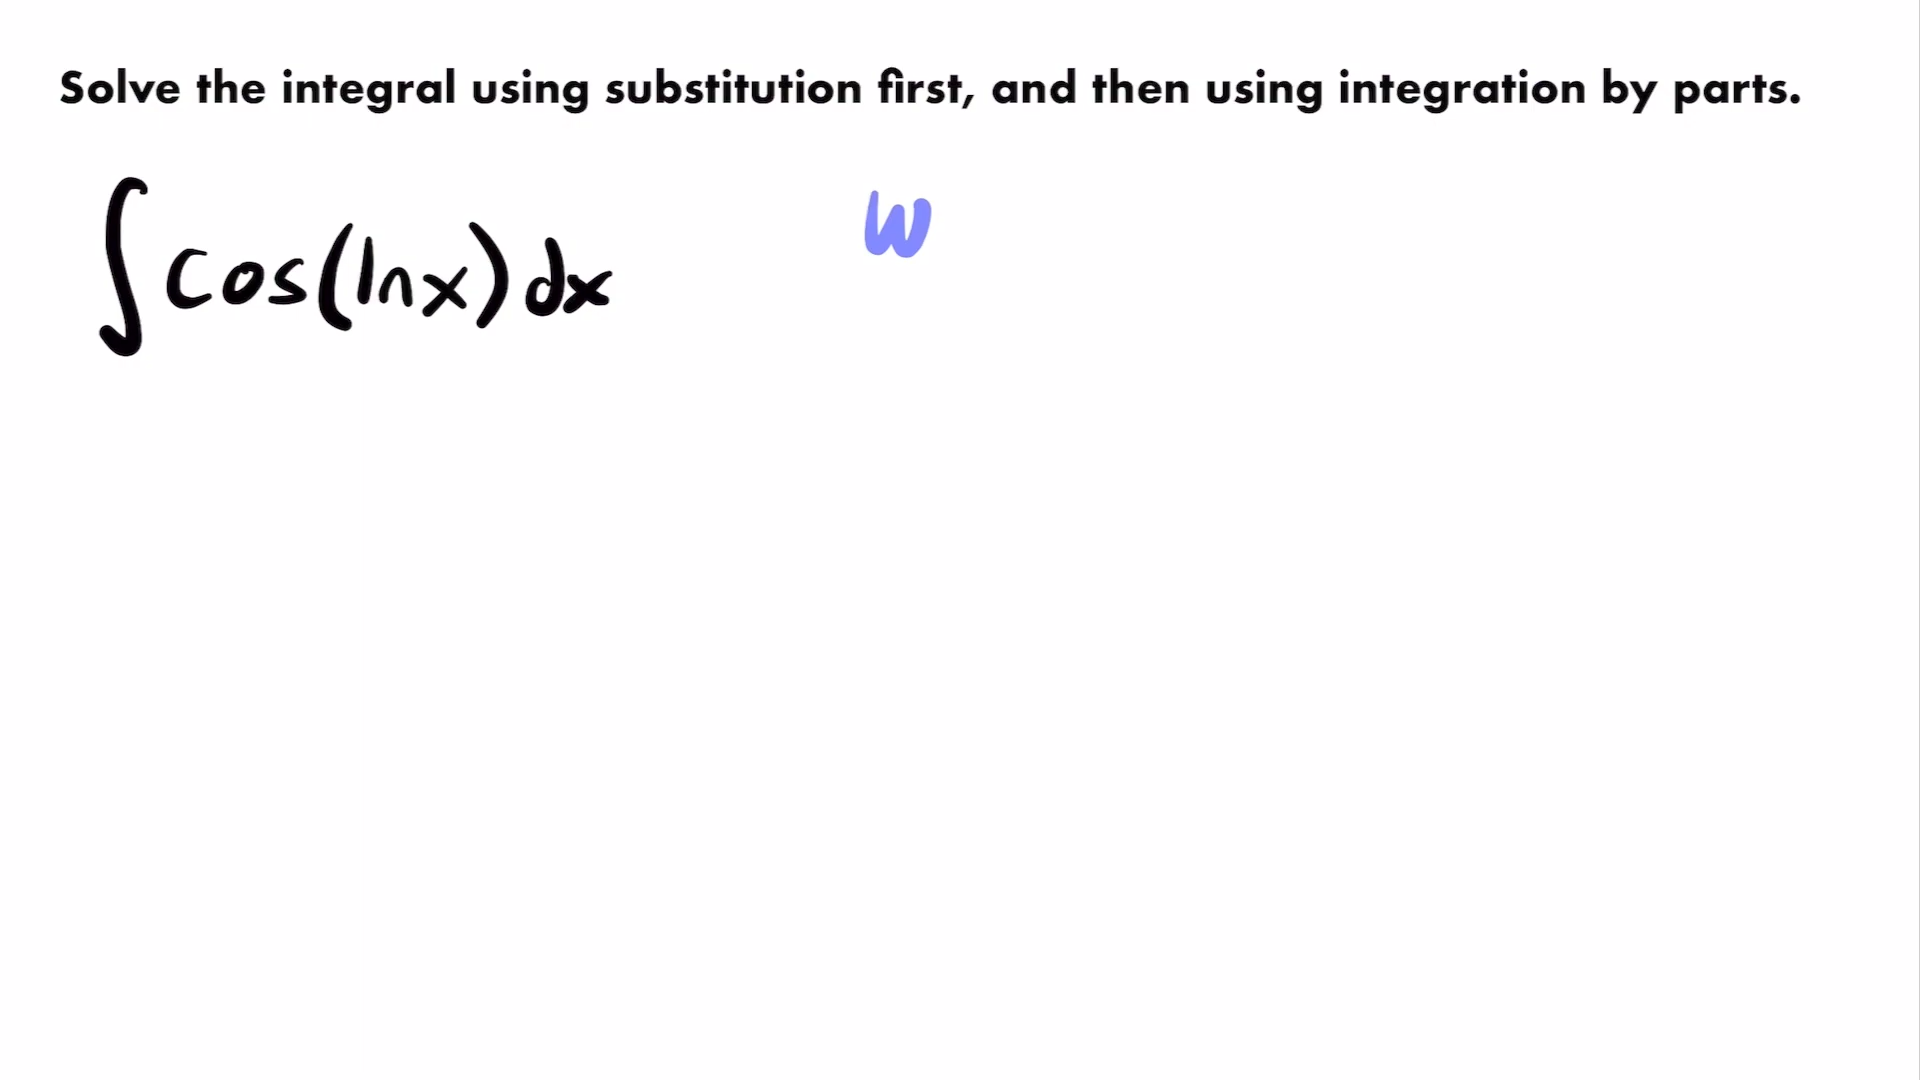 Solve the integral using substitution first, and then using integration by parts.
∫cos(lnx)dx
w